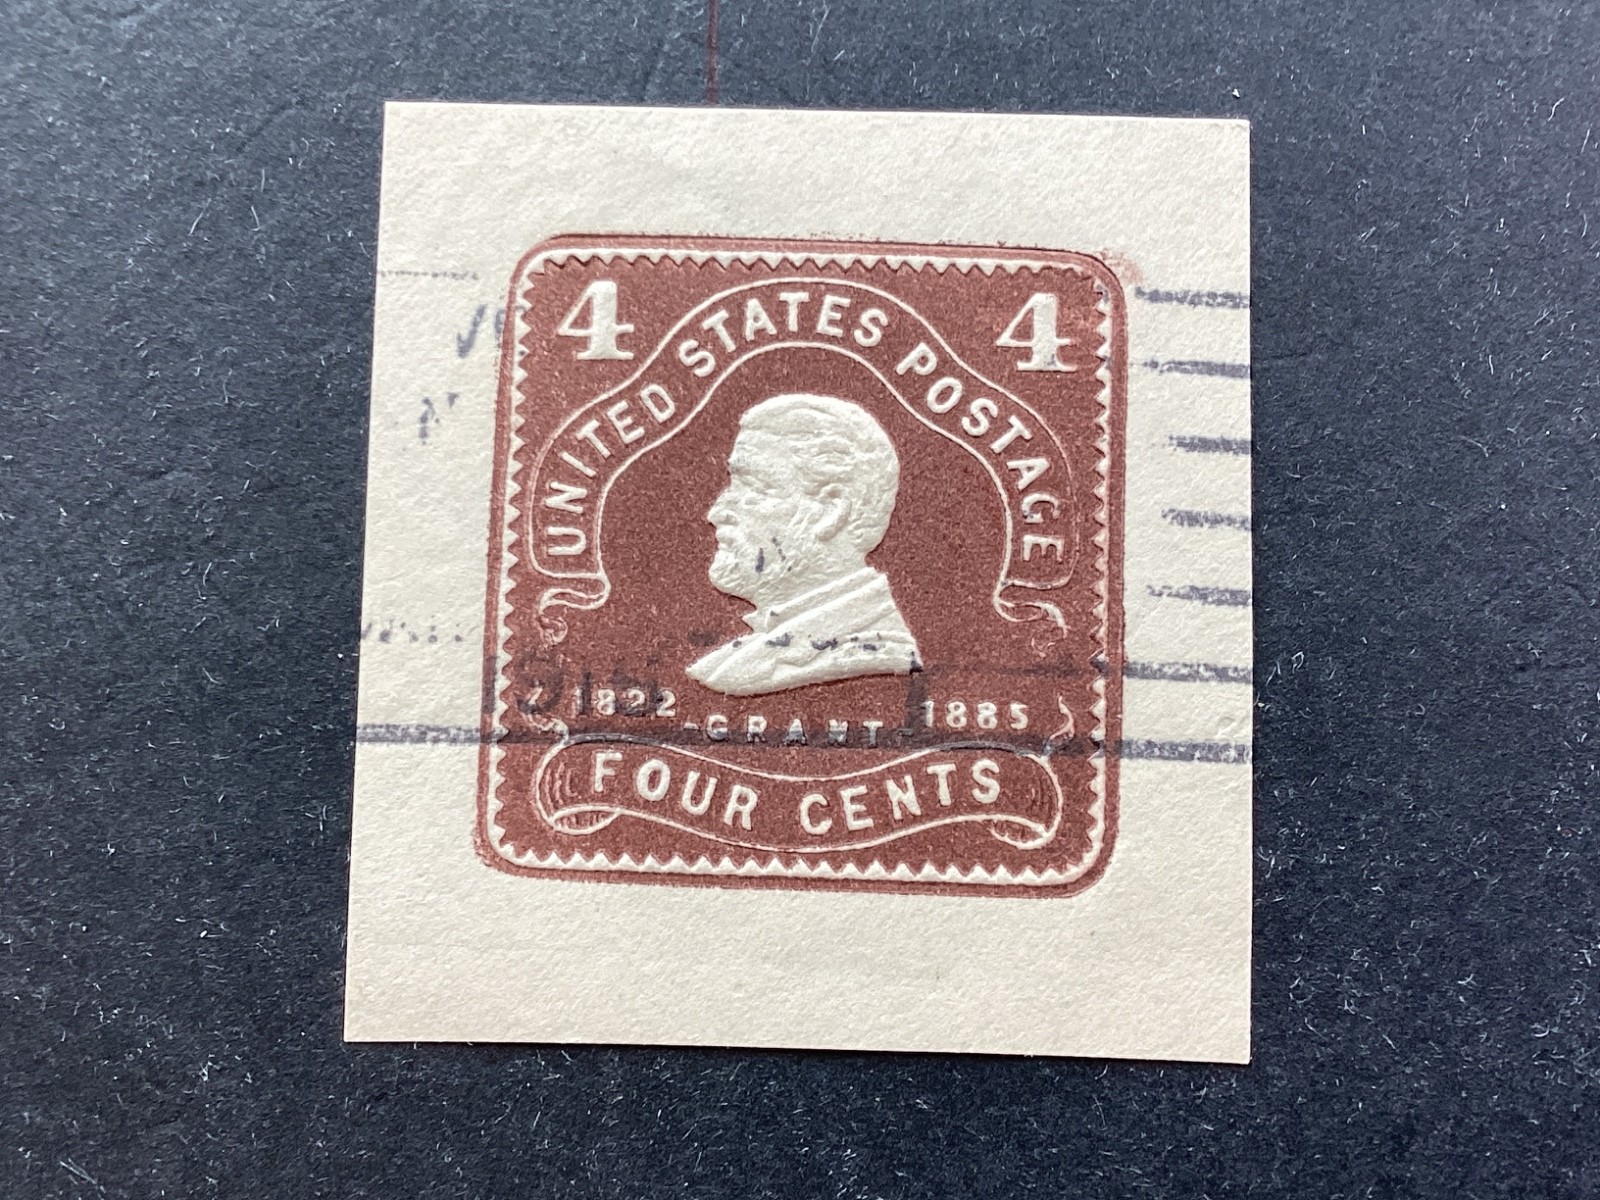 4 4
UNITED STATES POSTAGE
1822 GRANT 1885
FOUR CENTS